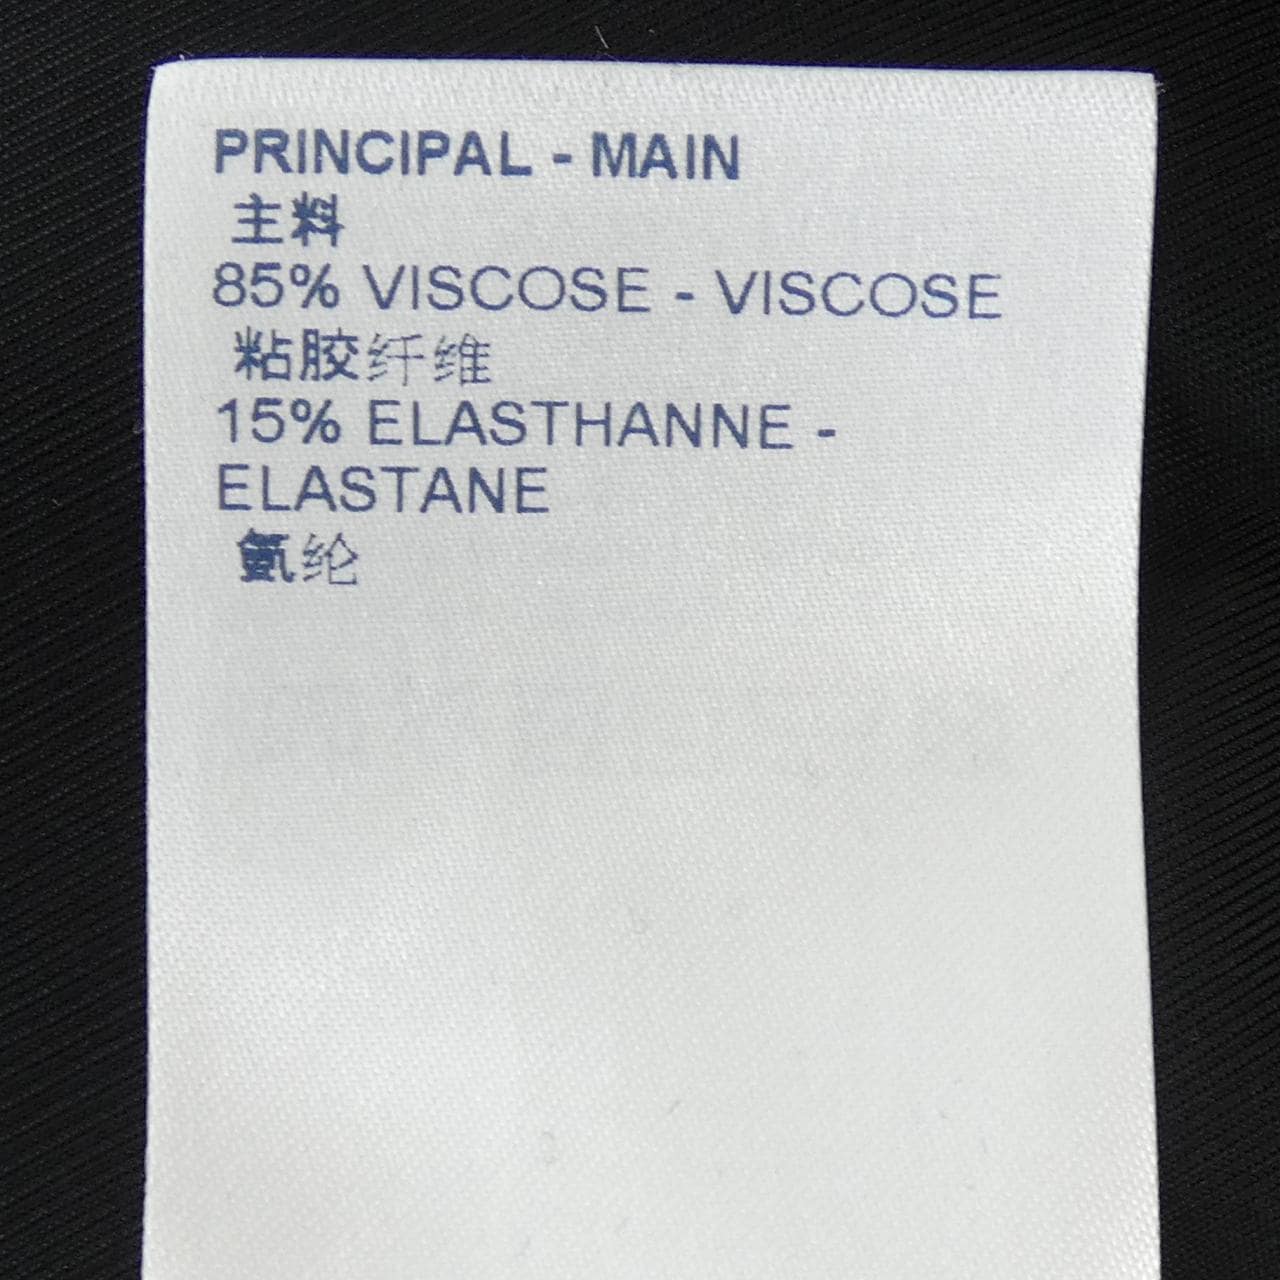 PRINCIPAL - MAIN
主料
85% VISCOSE - VISCOSE
粘胶纤维
15% ELASTHANNE -
ELASTANE
氨纶